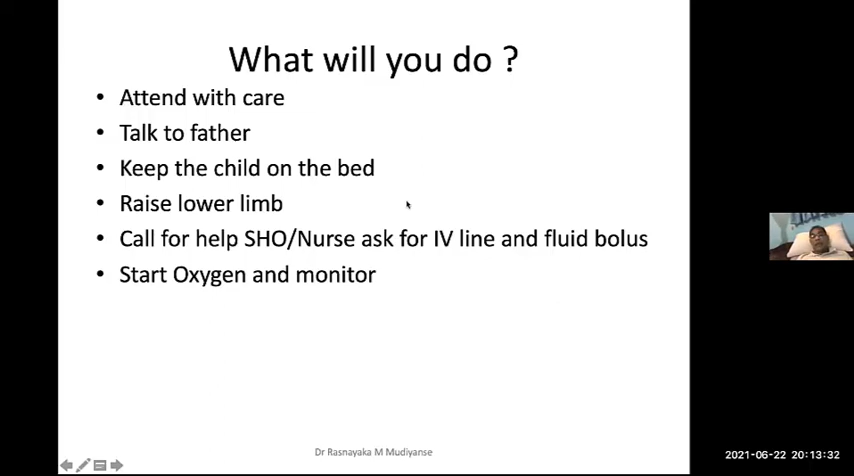 What will you do ?
• Attend with care
• Talk to father
• Keep the child on the bed
• Raise lower limb
• Call for help SHO/Nurse ask for IV line and fluid bolus
• Start Oxygen and monitor
Dr Rasnayaka M Mudiyanse
2021-06-22 20:13:32